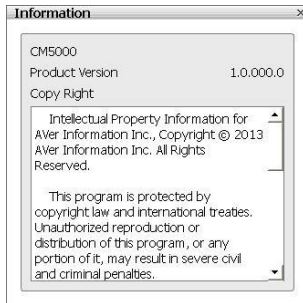 Information
CM5000
Product Version 1.0.000.0
Copy Right
Intellectual Property Information for
AVer Information Inc., Copyright © 2013
AVer Information Inc. All Rights
Reserved.
This program is protected by
copyright law and international treaties.
Unauthorized reproduction or
distribution of this program, or any
portion of it, may result in severe civil
and criminal penalties.